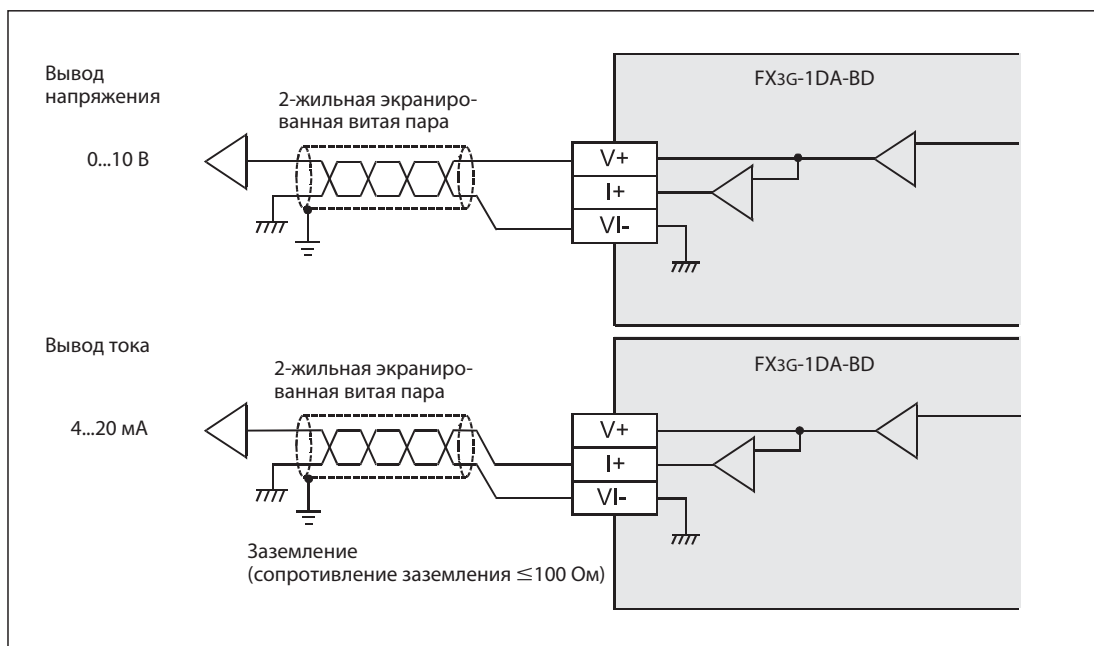 Вывод
напряжения
0...10 В
2-жильная экраниро-
ванная витая пара
FX3G-1DA-BD
V+
I+
VI-
Вывод тока
4...20 мА
2-жильная экраниро-
ванная витая пара
FX3G-1DA-BD
V+
I+
VI-
Заземление
(сопротивление заземления ≦100 Ом)